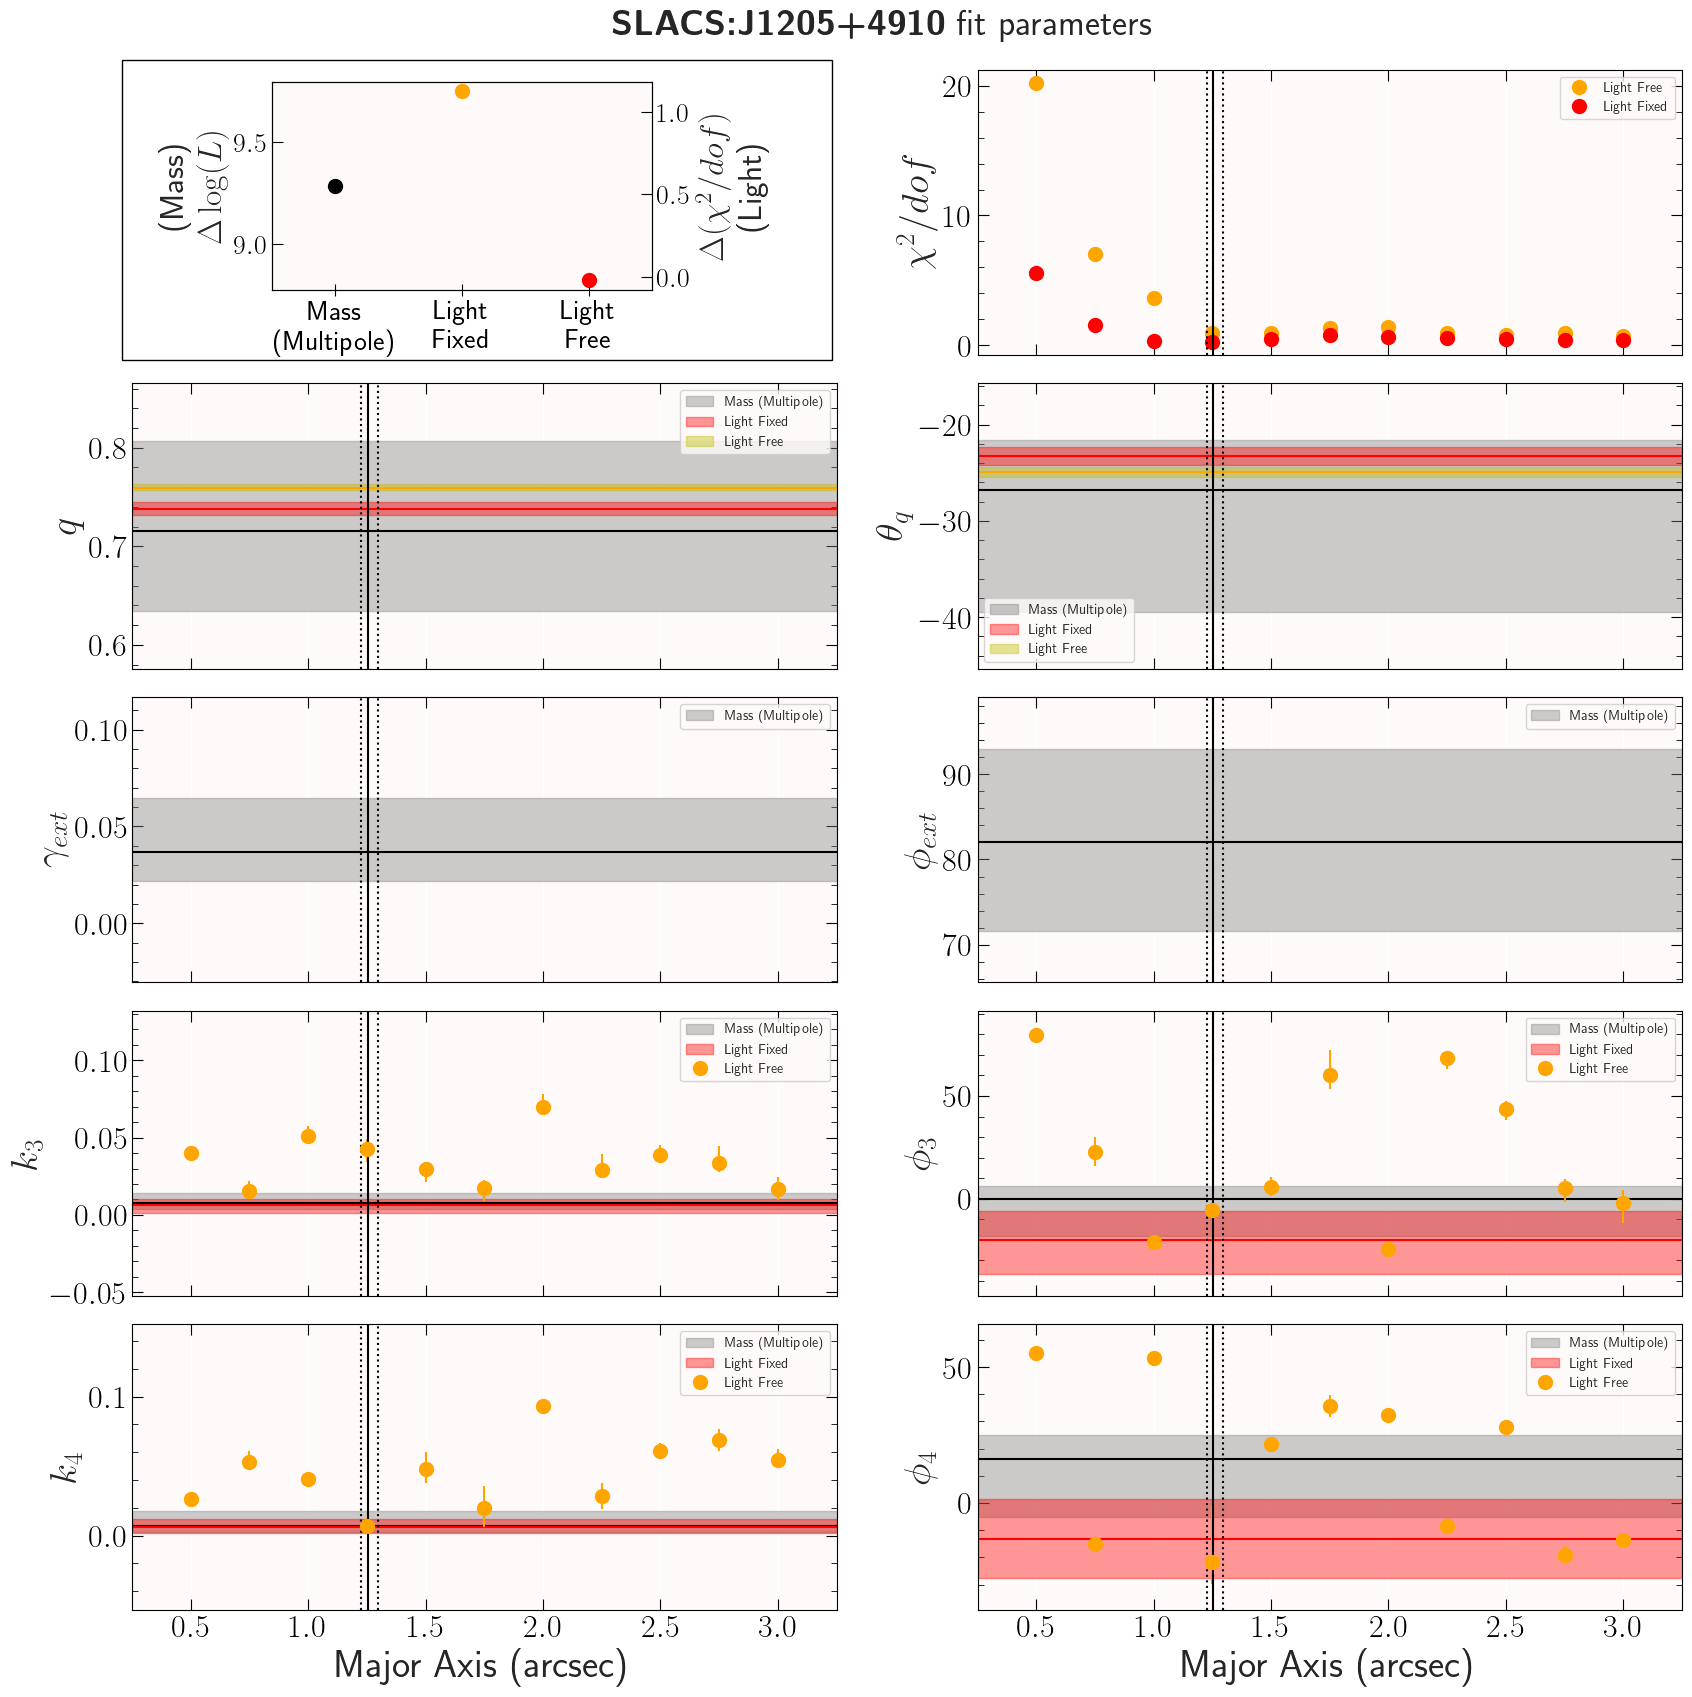 SLACS:J1205+4910 fit parameters
(Mass)
Δ log(L)
9.5
9.0
1.0
0.5
0.0
Δ(χ²/dof)
(Light)
Mass
(Multipole)
Light
Fixed
Light
Free
χ²/dof
20
10
0
Light Free
Light Fixed
q
0.8
0.7
0.6
Mass (Multipole)
Light Fixed
Light Free
θ_q
−20
−30
−40
Mass (Multipole)
Light Fixed
Light Free
γ_ext
0.10
0.05
0.00
Mass (Multipole)
ϕ_ext
90
80
70
Mass (Multipole)
k₃
0.10
0.05
0.00
−0.05
Mass (Multipole)
Light Fixed
Light Free
ϕ₃
50
0
Mass (Multipole)
Light Fixed
Light Free
k₄
0.1
0.0
Mass (Multipole)
Light Fixed
Light Free
ϕ₄
50
0
Mass (Multipole)
Light Fixed
Light Free
0.5 1.0 1.5 2.0 2.5 3.0
Major Axis (arcsec)
0.5 1.0 1.5 2.0 2.5 3.0
Major Axis (arcsec)